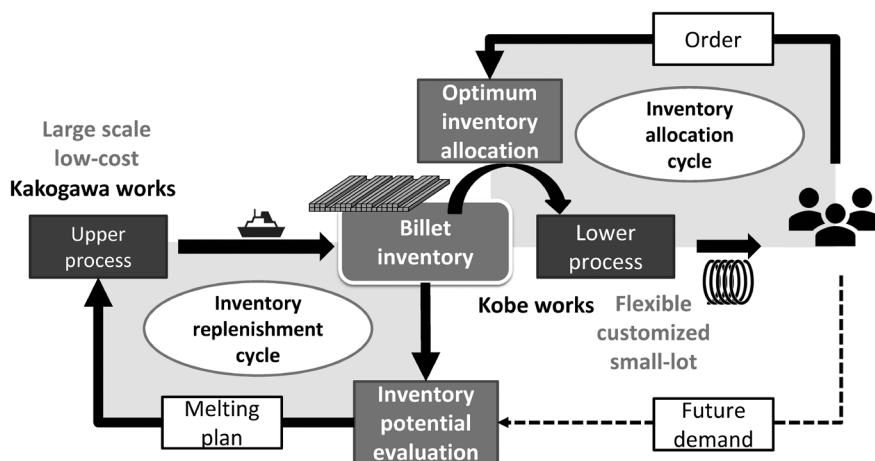 Order
Optimum
inventory
allocation
Inventory
allocation
cycle
Large scale
low-cost
Kakogawa works
Upper
process
Billet
inventory
Lower
process
Kobe works
Flexible
customized
small-lot
Inventory
replenishment
cycle
Melting
plan
Inventory
potential
evaluation
Future
demand